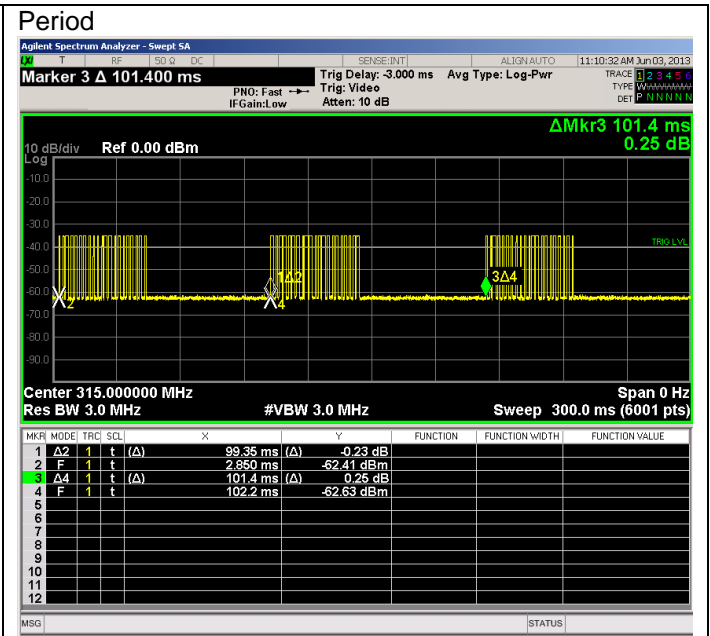 Period
Agilent Spectrum Analyzer - Swept SA
LXI T RF 50 Ω DC SENSE:INT ALIGN AUTO 11:10:32 AM Jun 03, 2013
Marker 3 Δ 101.400 ms
PNO: Fast
IFGain:Low
Trig Delay: -3.000 ms
Trig: Video
Atten: 10 dB
Avg Type: Log-Pwr
TRACE 1 2 3 4 5 6
TYPE WWWWWWW
DET P N N N N N
ΔMkr3 101.4 ms
0.25 dB
10 dB/div Ref 0.00 dBm
Log
-10.0
-20.0
-30.0
-40.0
TRIG LVL
-50.0
1Δ2
3Δ4
-60.0
2
4
-70.0
-80.0
-90.0
Center 315.000000 MHz Span 0 Hz
Res BW 3.0 MHz #VBW 3.0 MHz Sweep 300.0 ms (6001 pts)
MKR MODE TRC SCL X Y FUNCTION FUNCTION WIDTH FUNCTION VALUE
1 Δ2 1 t (Δ) 99.35 ms (Δ) -0.23 dB
2 F 1 t 2.850 ms -62.41 dBm
3 Δ4 1 t (Δ) 101.4 ms (Δ) 0.25 dB
4 F 1 t 102.2 ms -62.63 dBm
5
6
7
8
9
10
11
12
MSG STATUS